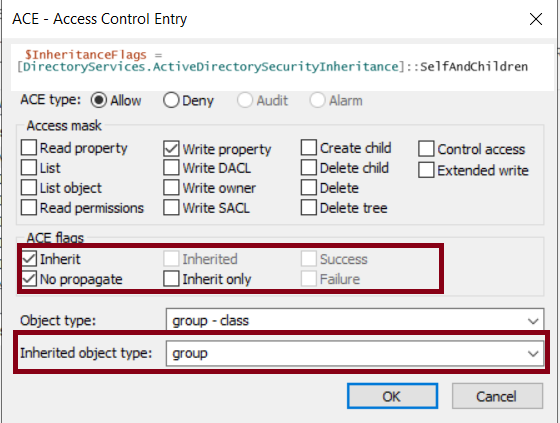 ACE - Access Control Entry
$InheritanceFlags =
[DirectoryServices.ActiveDirectorySecurityInheritance]::SelfAndChildren
ACE type: Allow Deny Audit Alarm
Access mask
Read property Write property Create child Control access
List Write DACL Delete child Extended write
List object Write owner Delete
Read permissions Write SACL Delete tree
ACE flags
Inherit Inherited Success
No propagate Inherit only Failure
Object type: group - class
Inherited object type: group
OK Cancel